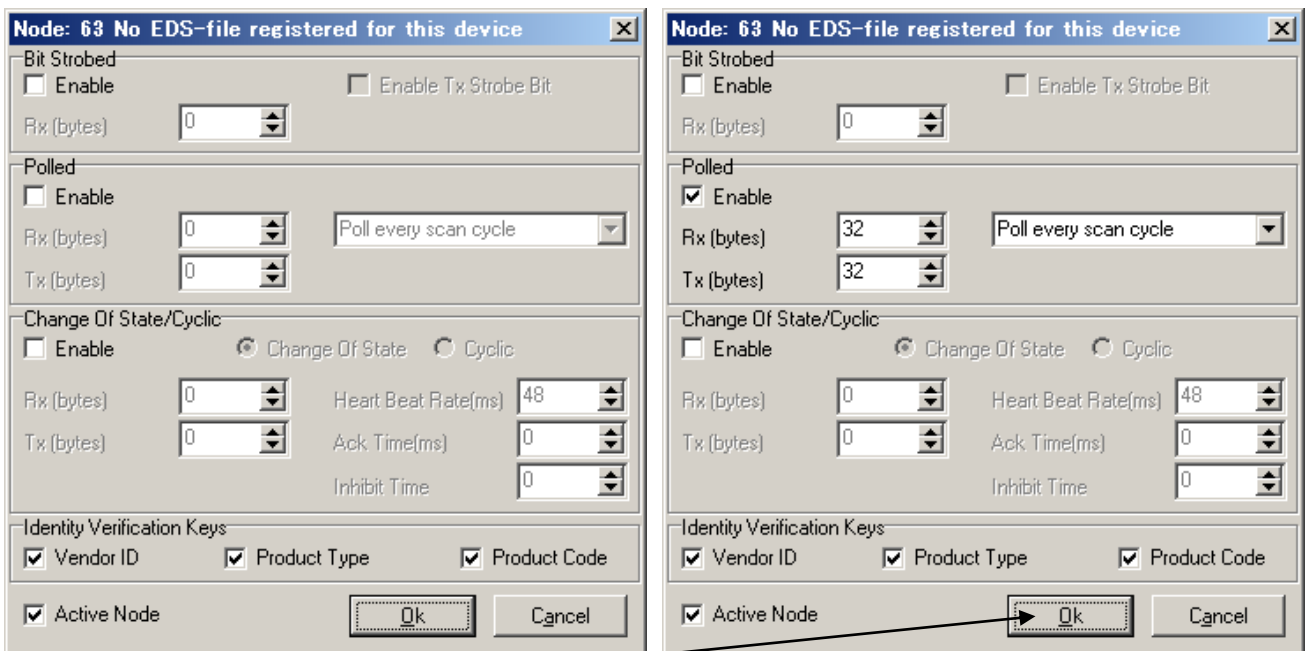 Node: 63 No EDS-file registered for this device
Bit Strobed
Enable Enable Tx Strobe Bit
Rx (bytes) 0
Polled
Enable
Rx (bytes) 0 Poll every scan cycle
Tx (bytes) 0
Change Of State/Cyclic
Enable Change Of State Cyclic
Rx (bytes) 0 Heart Beat Rate(ms) 48
Tx (bytes) 0 Ack Time(ms) 0
Inhibit Time 0
Identity Verification Keys
Vendor ID Product Type Product Code
Active Node Ok Cancel
Node: 63 No EDS-file registered for this device
Bit Strobed
Enable Enable Tx Strobe Bit
Rx (bytes) 0
Polled
Enable
Rx (bytes) 32 Poll every scan cycle
Tx (bytes) 32
Change Of State/Cyclic
Enable Change Of State Cyclic
Rx (bytes) 0 Heart Beat Rate(ms) 48
Tx (bytes) 0 Ack Time(ms) 0
Inhibit Time 0
Identity Verification Keys
Vendor ID Product Type Product Code
Active Node Ok Cancel